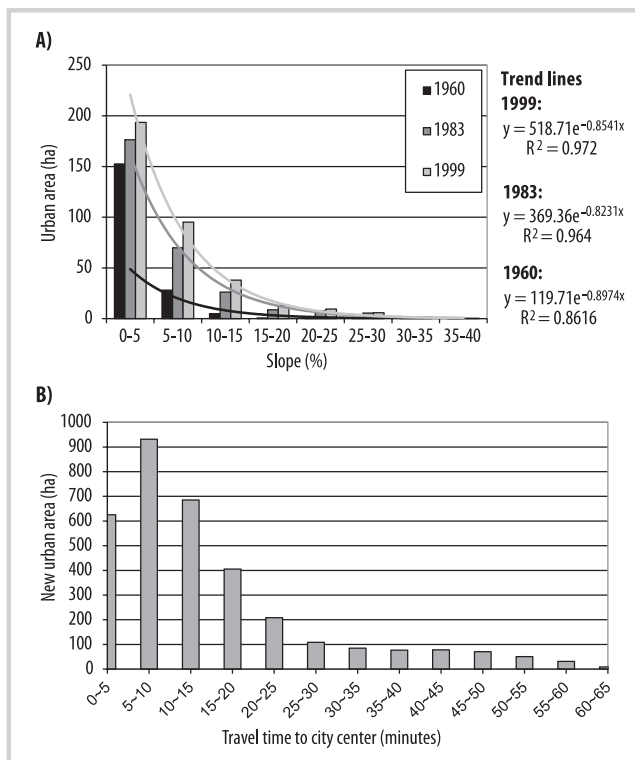 A)
250
200
150
100
50
0
Urban area (ha)
1960
1983
1999
0–5 5–10 10–15 15–20 20–25 25–30 30–35 35–40
Slope (%)
Trend lines
1999:
y = 518.71e^−0.8541x
R² = 0.972
1983:
y = 369.36e^−0.8231x
R² = 0.964
1960:
y = 119.71e^−0.8974x
R² = 0.8616
B)
1000
900
800
700
600
500
400
300
200
100
0
New urban area (ha)
0~5 5~10 10~15 15~20 20~25 25~30 30~35 35~40 40~45 45~50 50~55 55~60 60~65
Travel time to city center (minutes)